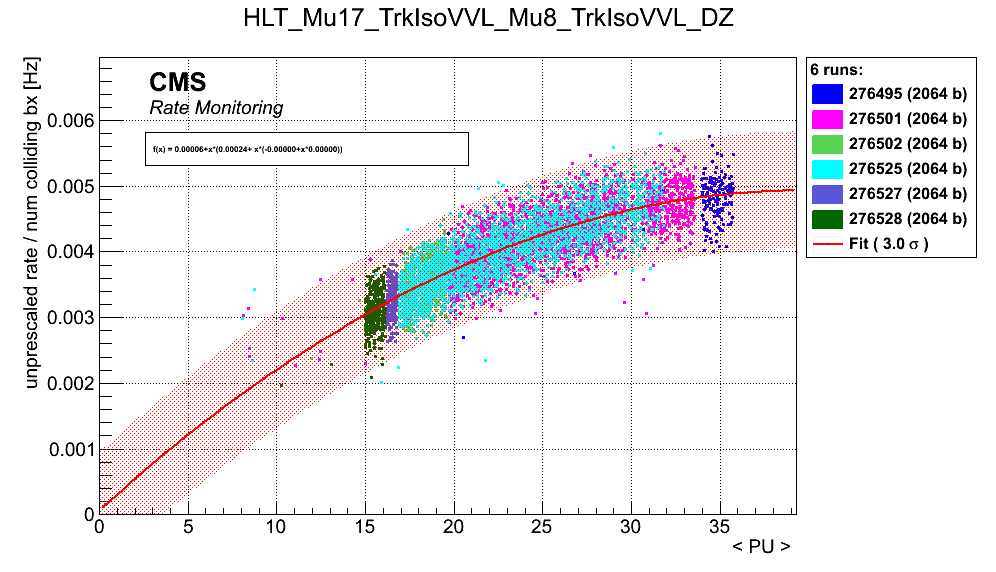 HLT_Mu17_TrkIsoVVL_Mu8_TrkIsoVVL_DZ
unprescaled rate / num colliding bx [Hz]
CMS
Rate Monitoring
f(x) = 0.00006+x*(0.00024+ x*(-0.00000+x*0.00000))
0.006
0.005
0.004
0.003
0.002
0.001
0
0 5 10 15 20 25 30 35
< PU >
6 runs:
276495 (2064 b)
276501 (2064 b)
276502 (2064 b)
276525 (2064 b)
276527 (2064 b)
276528 (2064 b)
Fit ( 3.0 σ )